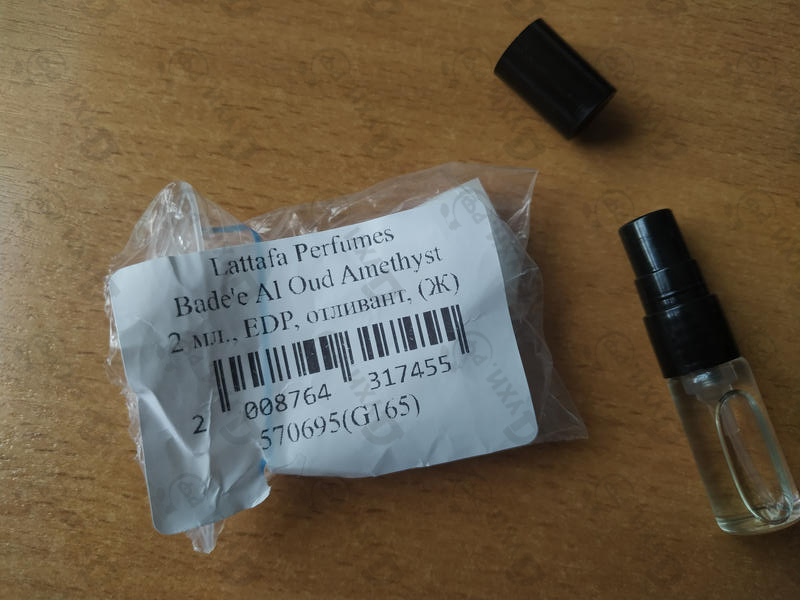 Lattafa Perfumes
Bade'e Al Oud Amethyst
2 мл., EDP, отливант, (Ж)
2 008764 317455
570695(G165)